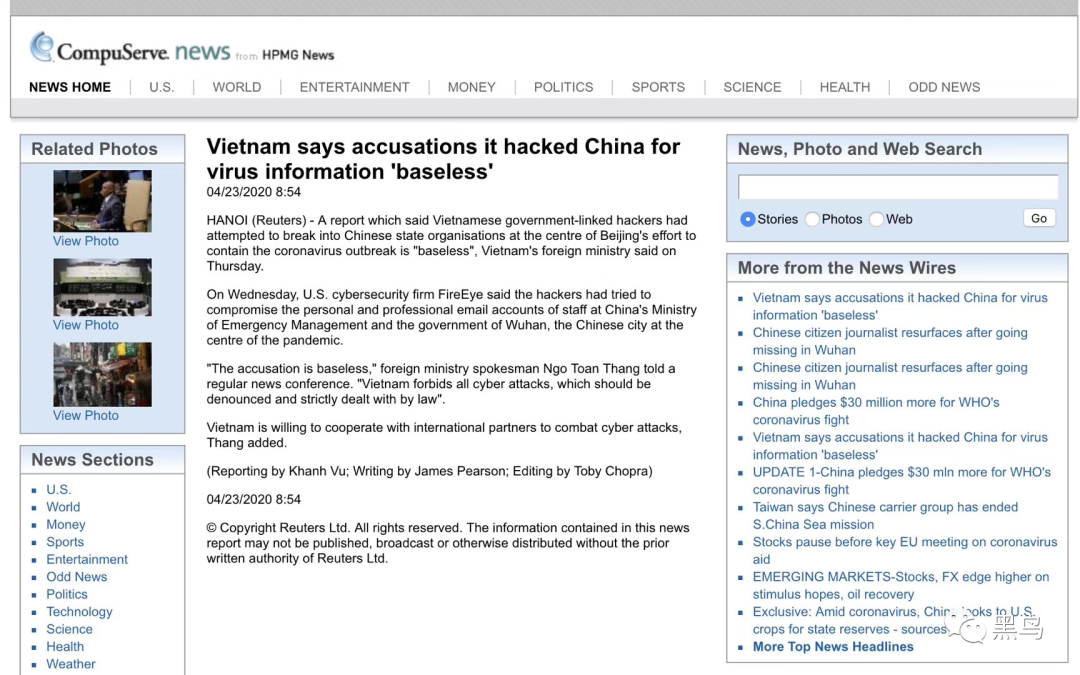 CompuServe news from HPMG News
NEWS HOME U.S. WORLD ENTERTAINMENT MONEY POLITICS SPORTS SCIENCE HEALTH ODD NEWS
Related Photos
View Photo
View Photo
View Photo
News Sections
U.S.
World
Money
Sports
Entertainment
Odd News
Politics
Technology
Science
Health
Weather
Vietnam says accusations it hacked China for
virus information 'baseless'
04/23/2020 8:54
HANOI (Reuters) - A report which said Vietnamese government-linked hackers had
attempted to break into Chinese state organisations at the centre of Beijing's effort to
contain the coronavirus outbreak is "baseless", Vietnam's foreign ministry said on
Thursday.
On Wednesday, U.S. cybersecurity firm FireEye said the hackers had tried to
compromise the personal and professional email accounts of staff at China's Ministry
of Emergency Management and the government of Wuhan, the Chinese city at the
centre of the pandemic.
"The accusation is baseless," foreign ministry spokesman Ngo Toan Thang told a
regular news conference. "Vietnam forbids all cyber attacks, which should be
denounced and strictly dealt with by law".
Vietnam is willing to cooperate with international partners to combat cyber attacks,
Thang added.
(Reporting by Khanh Vu; Writing by James Pearson; Editing by Toby Chopra)
04/23/2020 8:54
© Copyright Reuters Ltd. All rights reserved. The information contained in this news
report may not be published, broadcast or otherwise distributed without the prior
written authority of Reuters Ltd.
News, Photo and Web Search
Stories Photos Web Go
More from the News Wires
Vietnam says accusations it hacked China for virus
information 'baseless'
Chinese citizen journalist resurfaces after going
missing in Wuhan
Chinese citizen journalist resurfaces after going
missing in Wuhan
China pledges $30 million more for WHO's
coronavirus fight
Vietnam says accusations it hacked China for virus
information 'baseless'
UPDATE 1-China pledges $30 mln more for WHO's
coronavirus fight
Taiwan says Chinese carrier group has ended
S.China Sea mission
Stocks pause before key EU meeting on coronavirus
aid
EMERGING MARKETS-Stocks, FX edge higher on
stimulus hopes, oil recovery
Exclusive: Amid coronavirus, China looks to U.S.
crops for state reserves - sources
More Top News Headlines
黑鸟